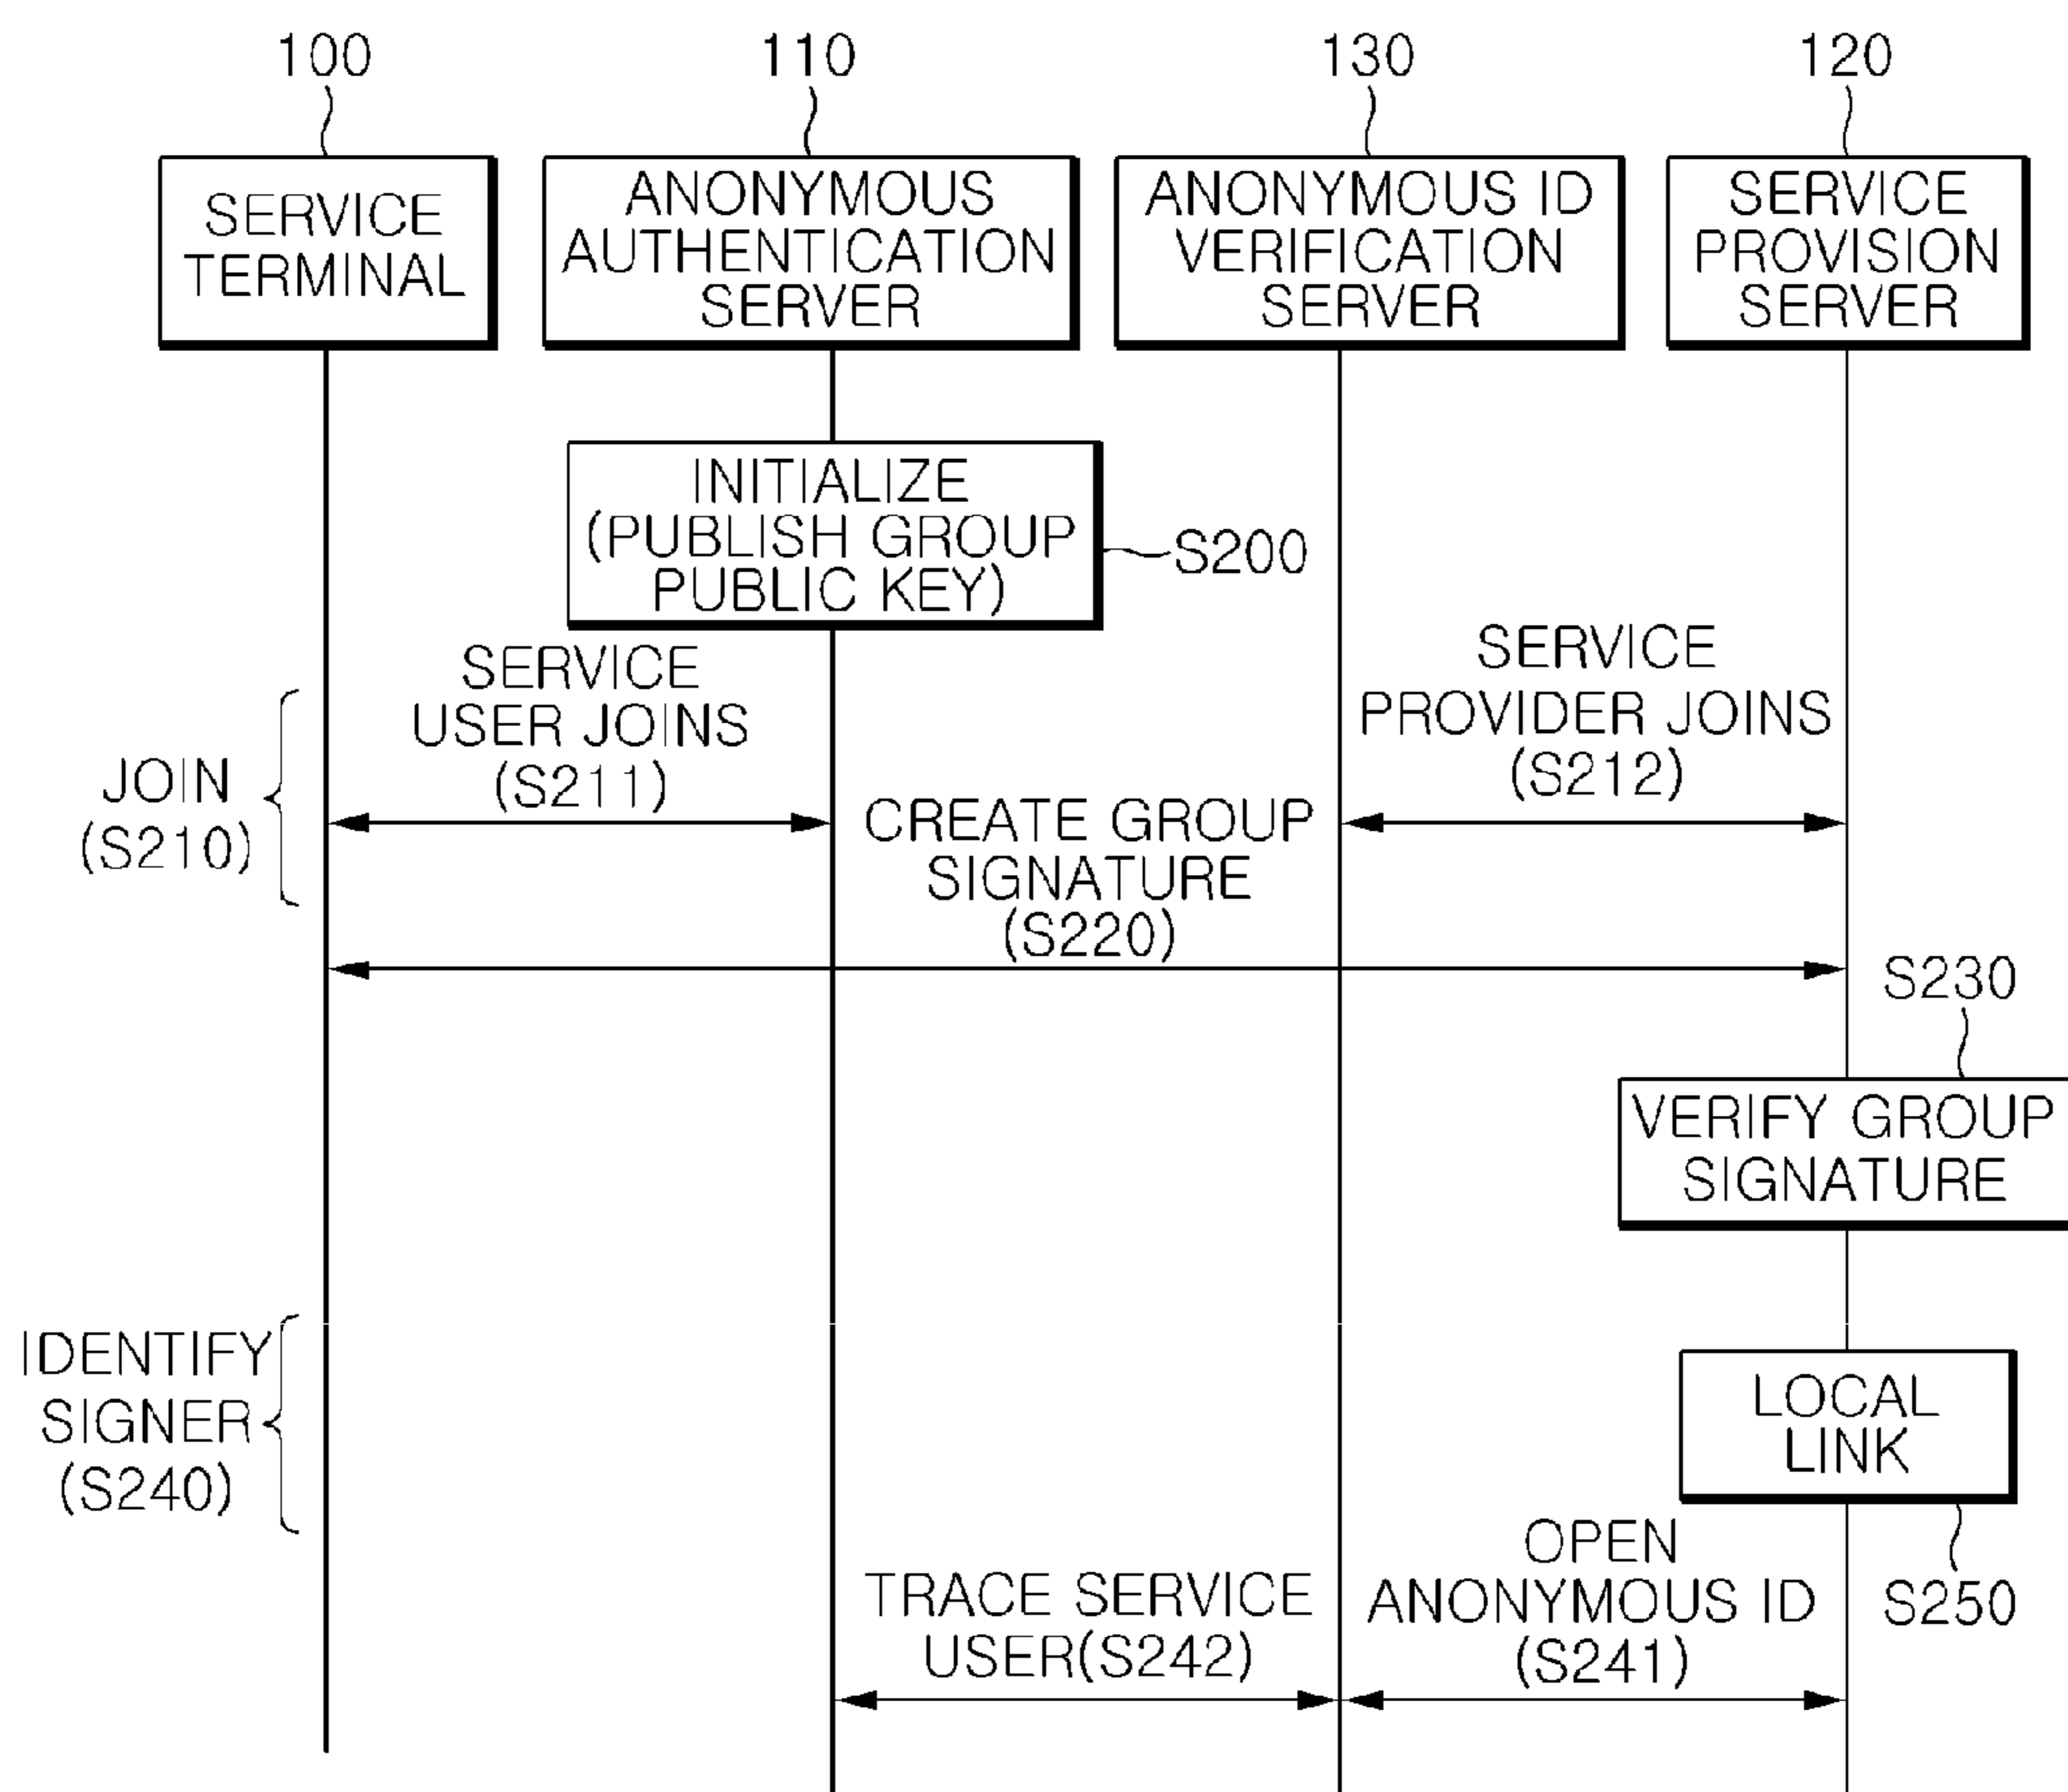 100
110
130
120
SERVICE
TERMINAL
ANONYMOUS
AUTHENTICATION
SERVER
ANONYMOUS ID
VERIFICATION
SERVER
SERVICE
PROVISION
SERVER
INITIALIZE
(PUBLISH GROUP
PUBLIC KEY)
S200
JOIN
(S210)
SERVICE
USER JOINS
(S211)
SERVICE
PROVIDER JOINS
(S212)
CREATE GROUP
SIGNATURE
(S220)
S230
VERIFY GROUP
SIGNATURE
IDENTIFY
SIGNER
(S240)
LOCAL
LINK
S250
TRACE SERVICE
USER(S242)
OPEN
ANONYMOUS ID
(S241)